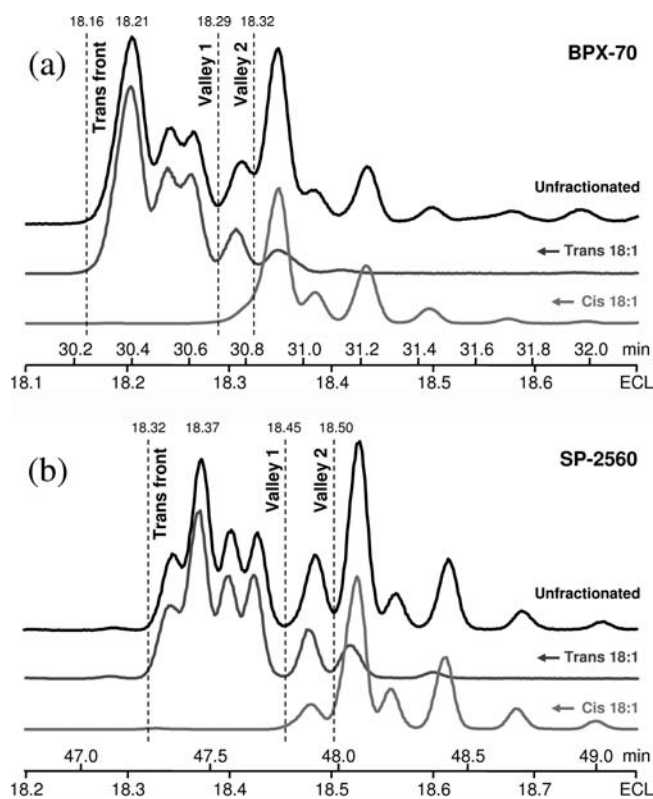 18.16 18.21 18.29 18.32
(a)
BPX-70
Trans front
Valley 1
Valley 2
Unfractionated
Trans 18:1
Cis 18:1
30.2 30.4 30.6 30.8 31.0 31.2 31.4 31.6 31.8 32.0 min
18.1 18.2 18.3 18.4 18.5 18.6 ECL
18.32 18.37 18.45 18.50
(b)
SP-2560
Trans front
Valley 1
Valley 2
Unfractionated
Trans 18:1
Cis 18:1
47.0 47.5 48.0 48.5 49.0 min
18.2 18.3 18.4 18.5 18.6 18.7 ECL